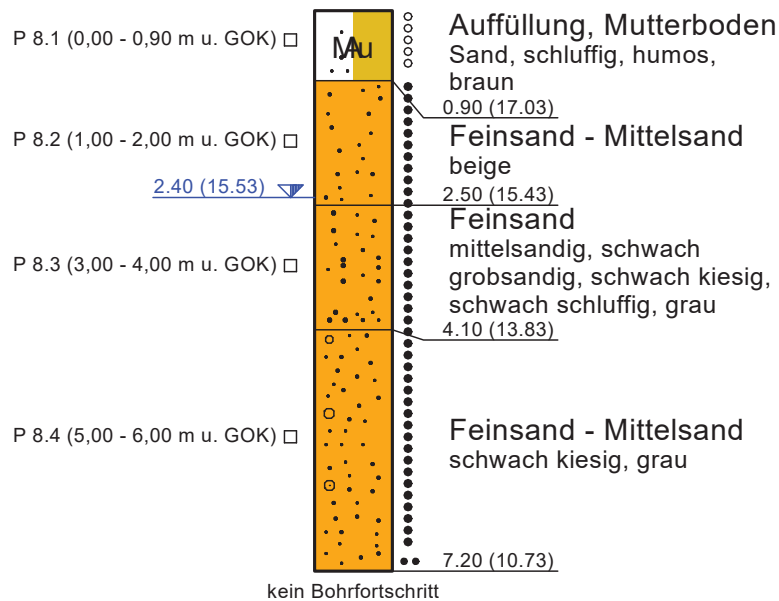 Auffüllung, Mutterboden
P 8.1 (0,00 - 0,90 m u. GOK)
Sand, schluffig, humos,
braun
0.90 (17.03)
P 8.2 (1,00 - 2,00 m u. GOK)
Feinsand - Mittelsand
beige
2.40 (15.53)
2.50 (15.43)
Feinsand
mittelsandig, schwach
P 8.3 (3,00 - 4,00 m u. GOK)
grobsandig, schwach kiesig,
schwach schluffig, grau
4.10 (13.83)
P 8.4 (5,00 - 6,00 m u. GOK)
Feinsand - Mittelsand
schwach kiesig, grau
7.20 (10.73)
kein Bohrfortschritt